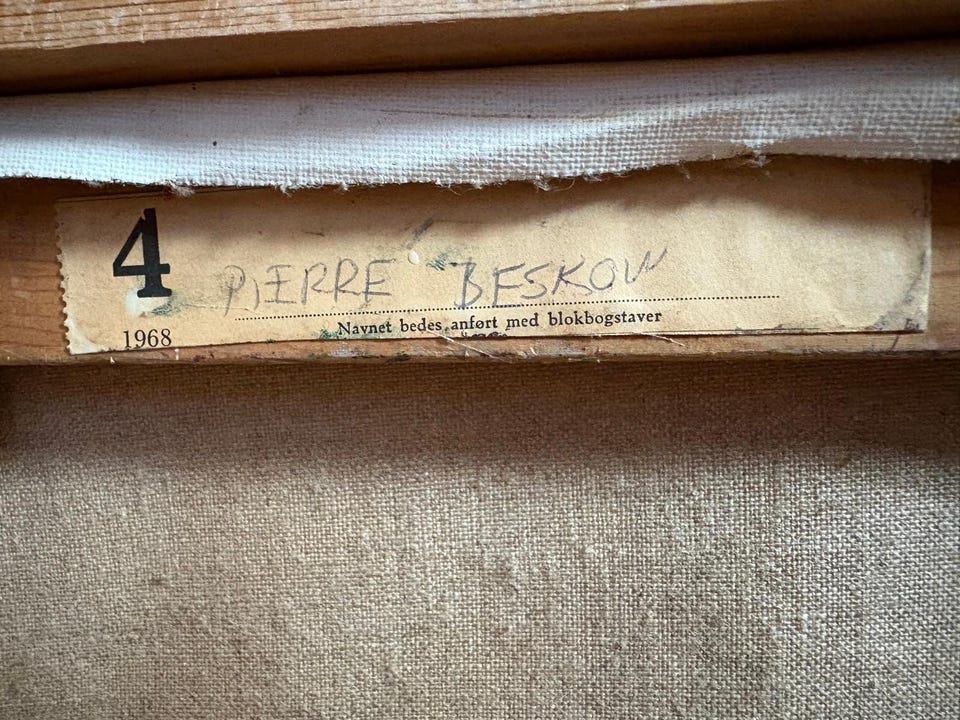 4
PIERRE BESKOW
1968
Navnet bedes anført med blokbogstaver